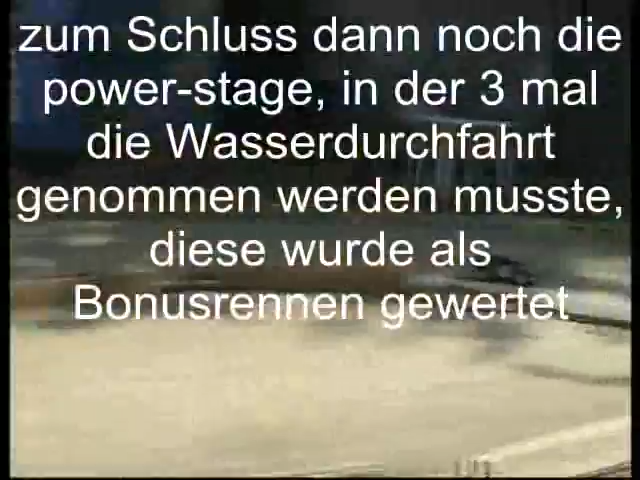 zum Schluss dann noch die
power-stage, in der 3 mal
die Wasserdurchfahrt
genommen werden musste,
diese wurde als
Bonusrennen gewertet